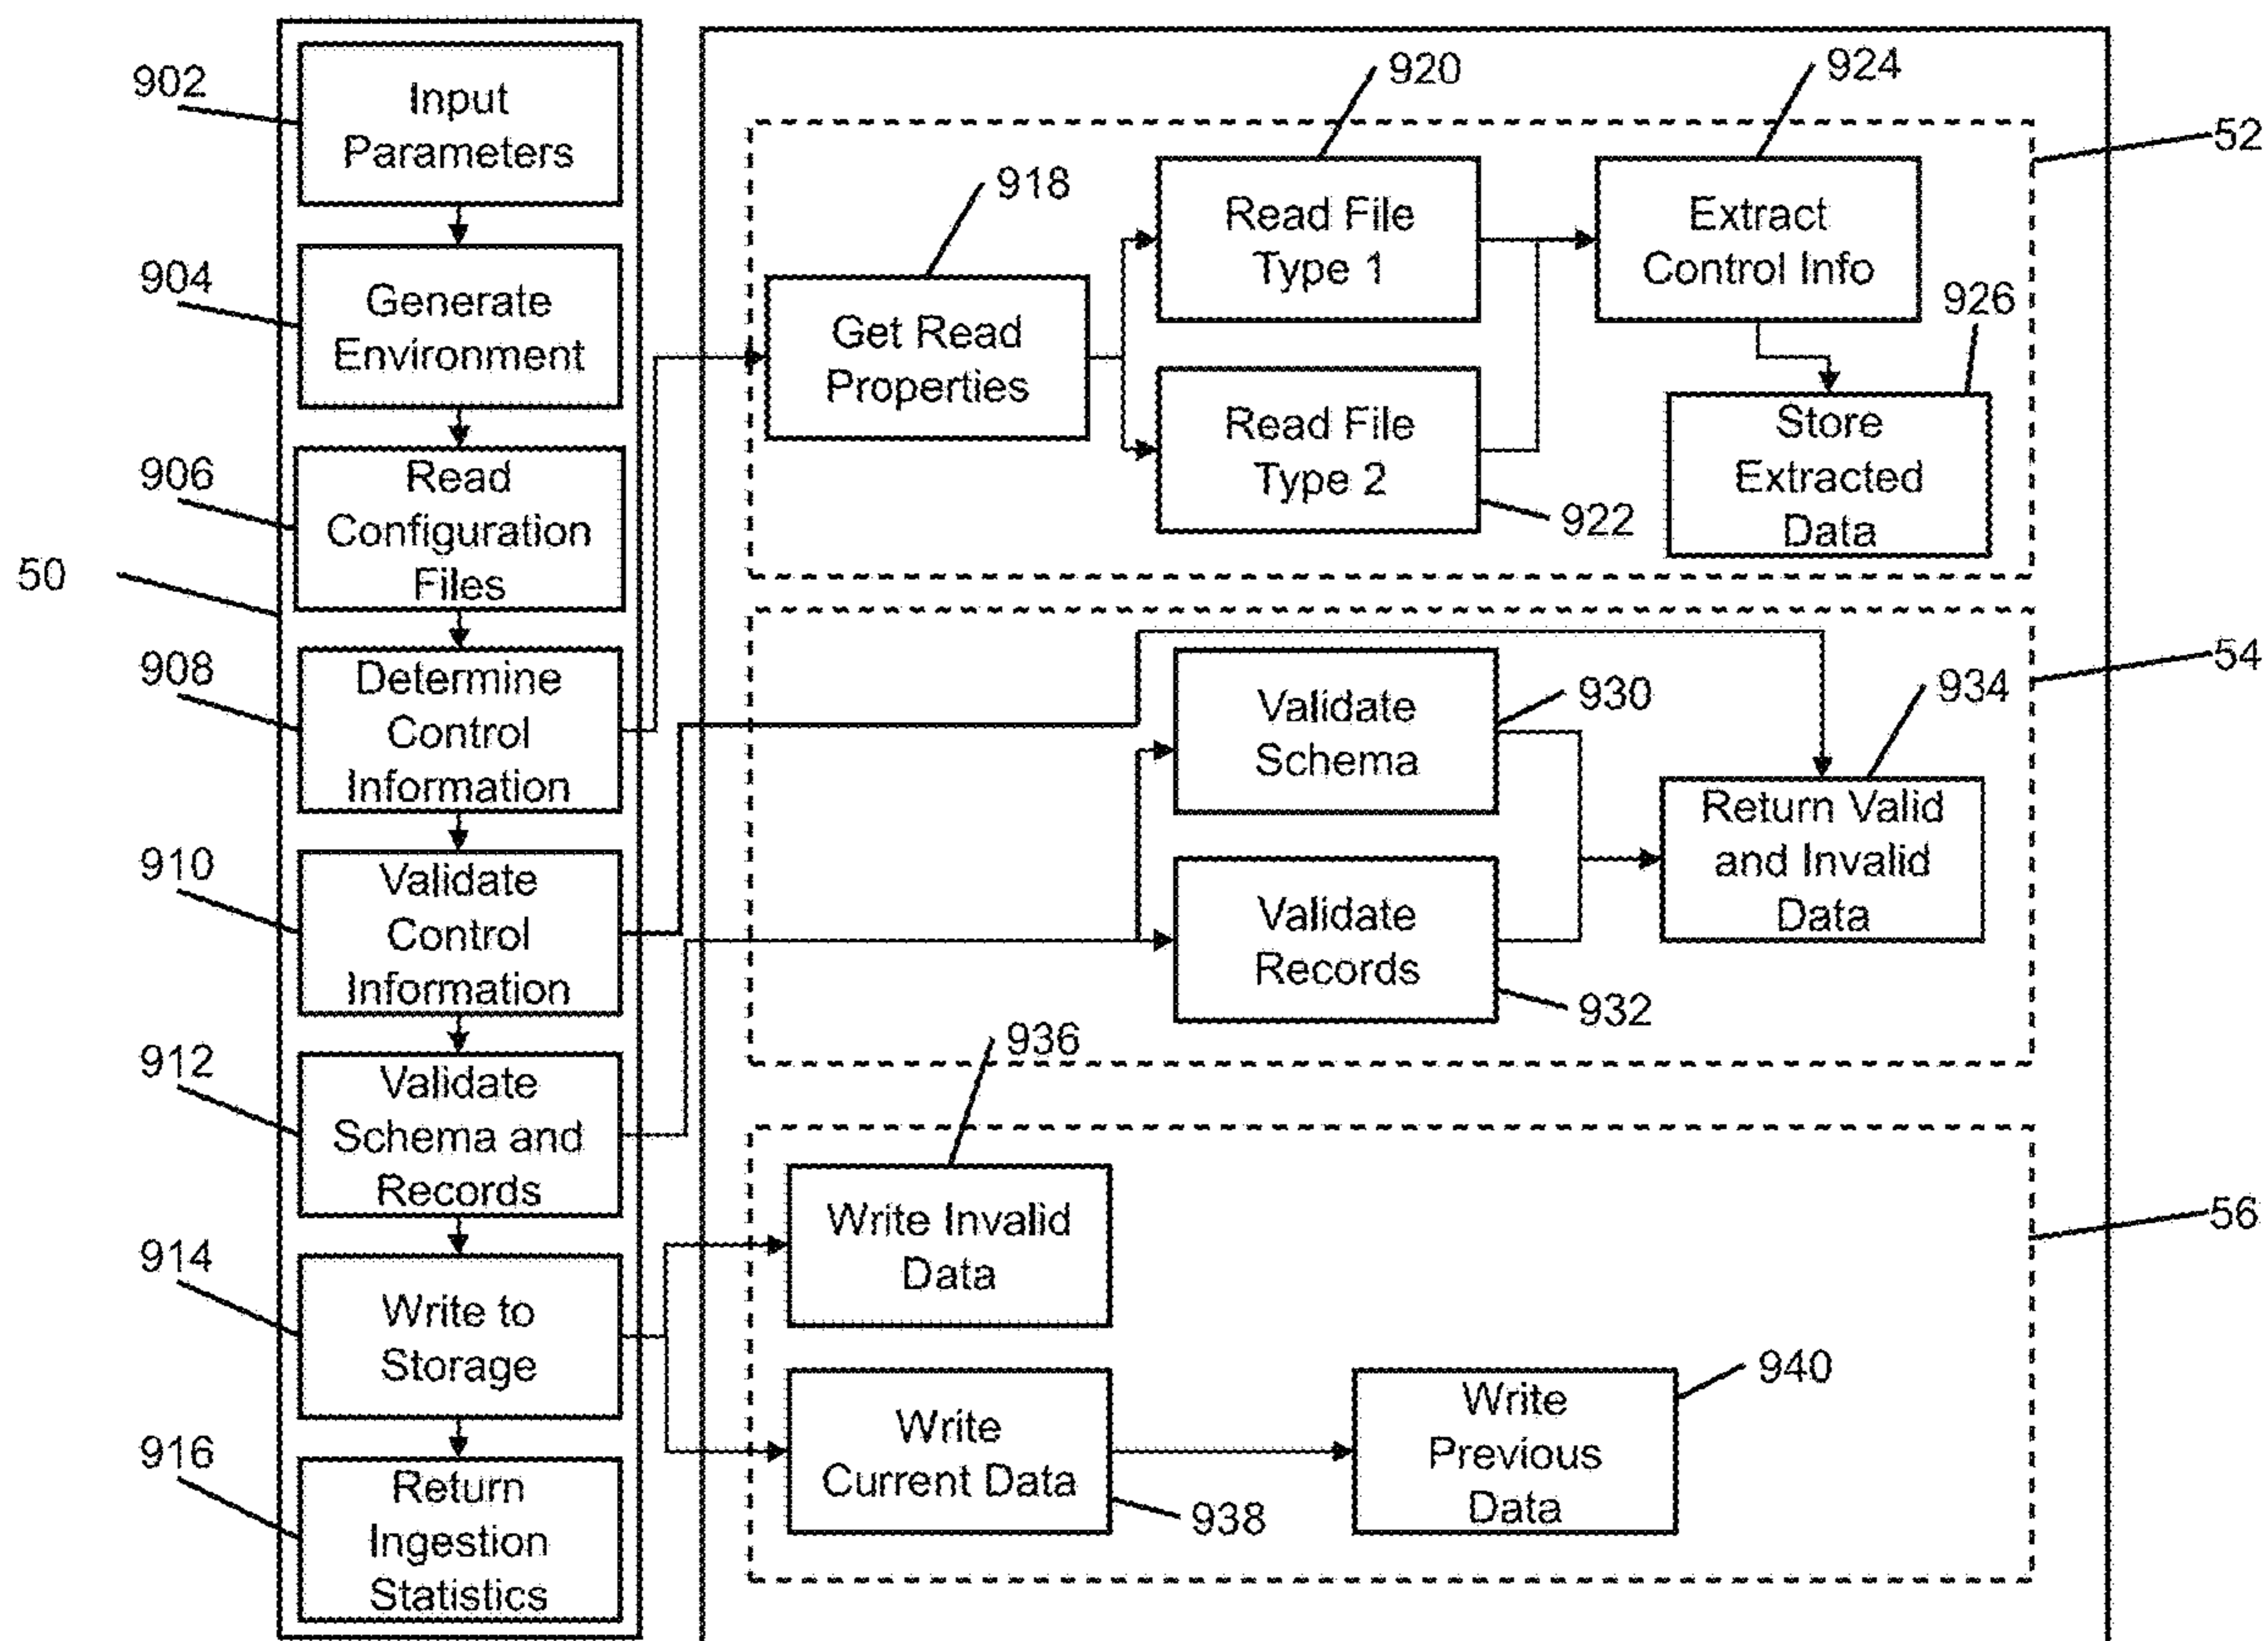 902
Input
Parameters
904
Generate
Environment
906
Read
Configuration
Files
50
908
Determine
Control
Information
910
Validate
Control
Information
912
Validate
Schema and
Records
914
Write to
Storage
916
Return
Ingestion
Statistics
918
Get Read
Properties
920
Read File
Type 1
Read File
Type 2
922
924
Extract
Control Info
926
Store
Extracted
Data
52
Validate
Schema
930
Validate
Records
932
934
Return Valid
and Invalid
Data
54
936
Write Invalid
Data
Write
Current Data
938
Write
Previous
Data
940
56